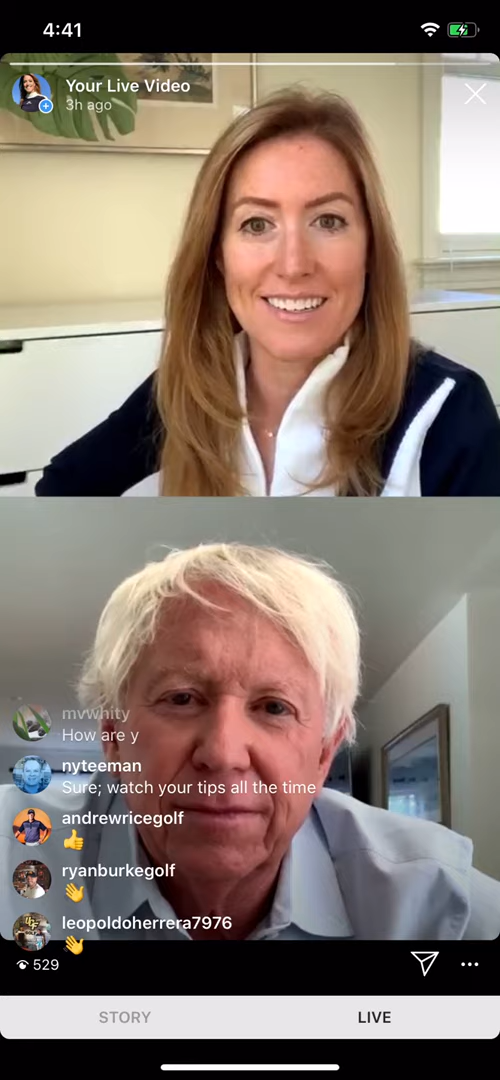 4:41
Your Live Video
3h ago
mvwhity
How are y
nyteeman
Sure; watch your tips all the time
andrewricegolf
👍
ryanburkegolf
👋
leopoldoherrera7976
👋
529
STORY
LIVE